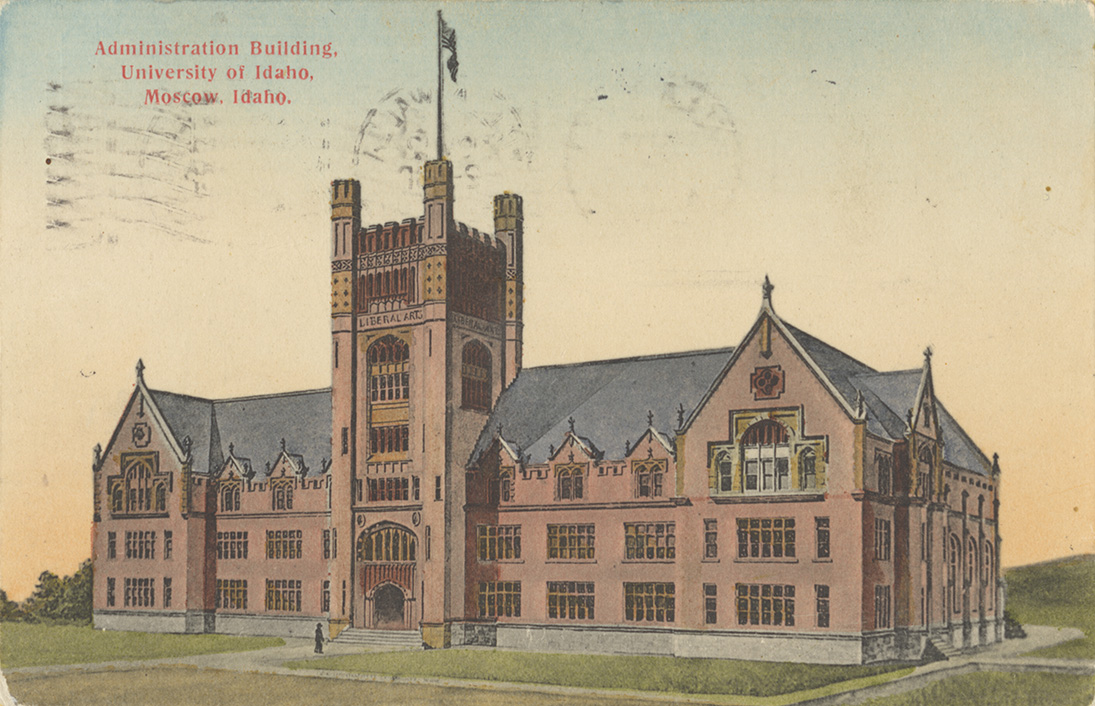 Administration Building,
University of Idaho,
Moscow, Idaho.
LIBERAL ARTS